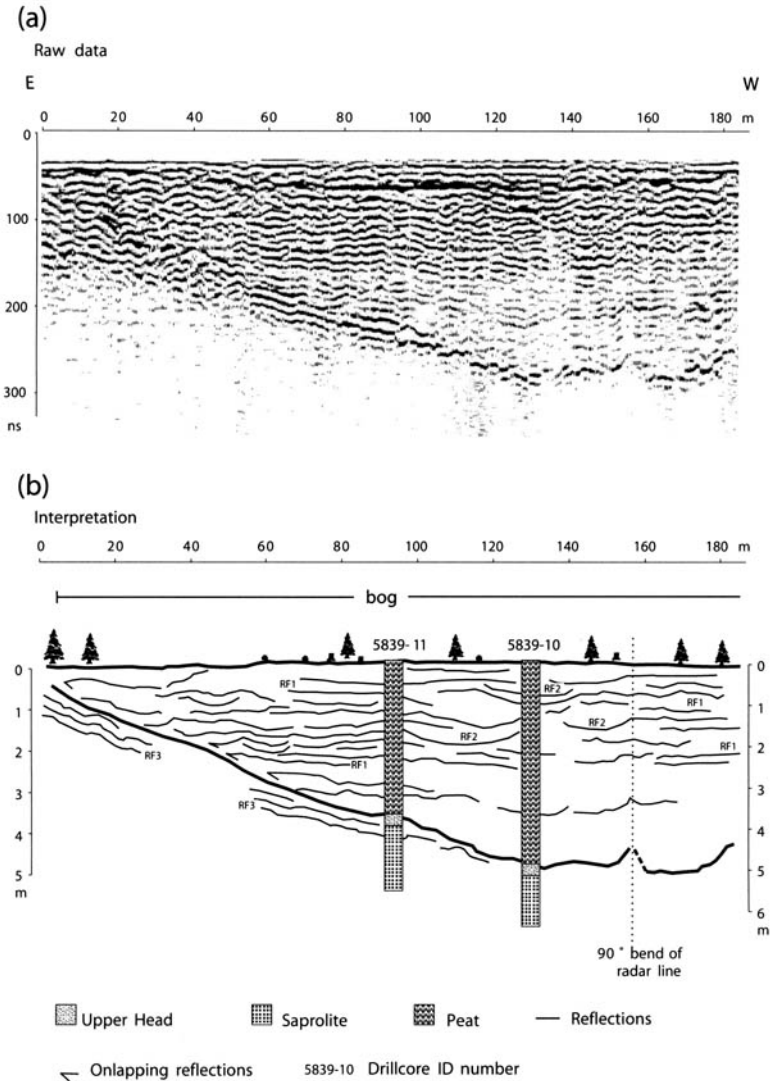 (a)
Raw data
E W
0 20 40 60 80 100 120 140 160 180 m
0
100
200
300
ns
(b)
Interpretation
0 20 40 60 80 100 120 140 160 180 m
bog
5839-11 5839-10
0 0
RF1 RF2
1 RF1 1
RF2 RF2
2 RF1 RF1 2
RF3
3 RF3 3
4 4
5 5
m
6
m
90 ° bend of
radar line
Upper Head Saprolite Peat Reflections
Onlapping reflections 5839-10 Drillcore ID number